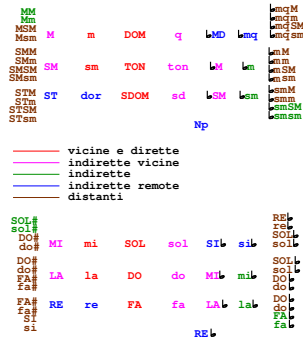 MM
Mm
MSM
Msm
M m DOM q ♭MD ♭mq
♭mqM
♭mqm
♭mqSM
♭mqsm
SMM
SMm
SMSM
SMsm
SM sm TON ton ♭M ♭m
♭mM
♭mm
♭mSM
♭msm
STM
STm
STSM
STsm
ST dor SDOM sd ♭SM ♭sm
♭smM
♭smm
♭smSM
♭smsm
Np
vicine e dirette
indirette vicine
indirette
indirette remote
distanti
SOL#
sol#
DO#
do#
MI mi SOL sol SI♭ si♭
RE♭
re♭
SOL♭
sol♭
DO#
do#
FA#
fa#
LA la DO do MI♭ mi♭
SOL♭
sol♭
DO♭
do♭
FA#
fa#
SI
si
RE re FA fa LA♭ la♭
DO♭
do♭
FA♭
fa♭
RE♭